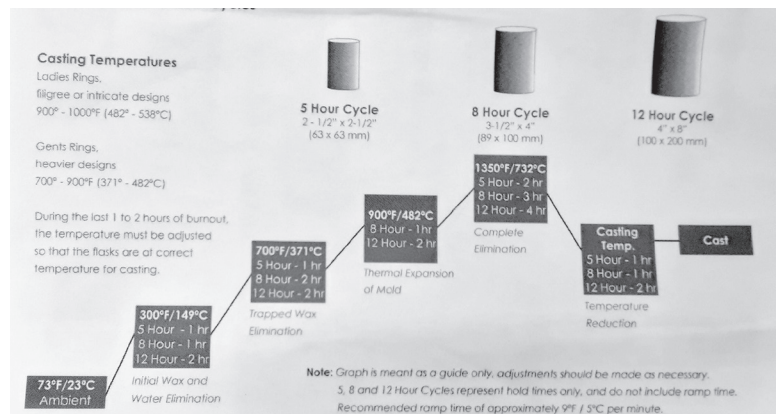 Casting Temperatures
Ladies Rings,
filigree or intricate designs
900° - 1000°F (482° - 538°C)
Gents Rings,
heavier designs
700° - 900°F (371° - 482°C)
During the last 1 to 2 hours of burnout,
the temperature must be adjusted
so that the flasks are at correct
temperature for casting.
5 Hour Cycle
2 - 1/2" x 2-1/2"
(63 x 63 mm)
8 Hour Cycle
3-1/2" x 4"
(89 x 100 mm)
12 Hour Cycle
4" x 8"
(100 x 200 mm)
73°F/23°C
Ambient
300°F/149°C
5 Hour - 1 hr
8 Hour - 1 hr
12 Hour - 2 hr
Initial Wax and
Water Elimination
700°F/371°C
5 Hour - 1 hr
8 Hour - 2 hr
12 Hour - 2 hr
Trapped Wax
Elimination
900°F/482°C
8 Hour - 1hr
12 Hour - 2 hr
Thermal Expansion
of Mold
1350°F/732°C
5 Hour - 2 hr
8 Hour - 3 hr
12 Hour - 4 hr
Complete
Elimination
Casting
Temp.
5 Hour - 1 hr
8 Hour - 1 hr
12 Hour - 2 hr
Temperature
Reduction
Cast
Note: Graph is meant as a guide only, adjustments should be made as necessary.
5, 8 and 12 Hour Cycles represent hold times only, and do not include ramp time.
Recommended ramp time of approximately 9°F / 5°C per minute.